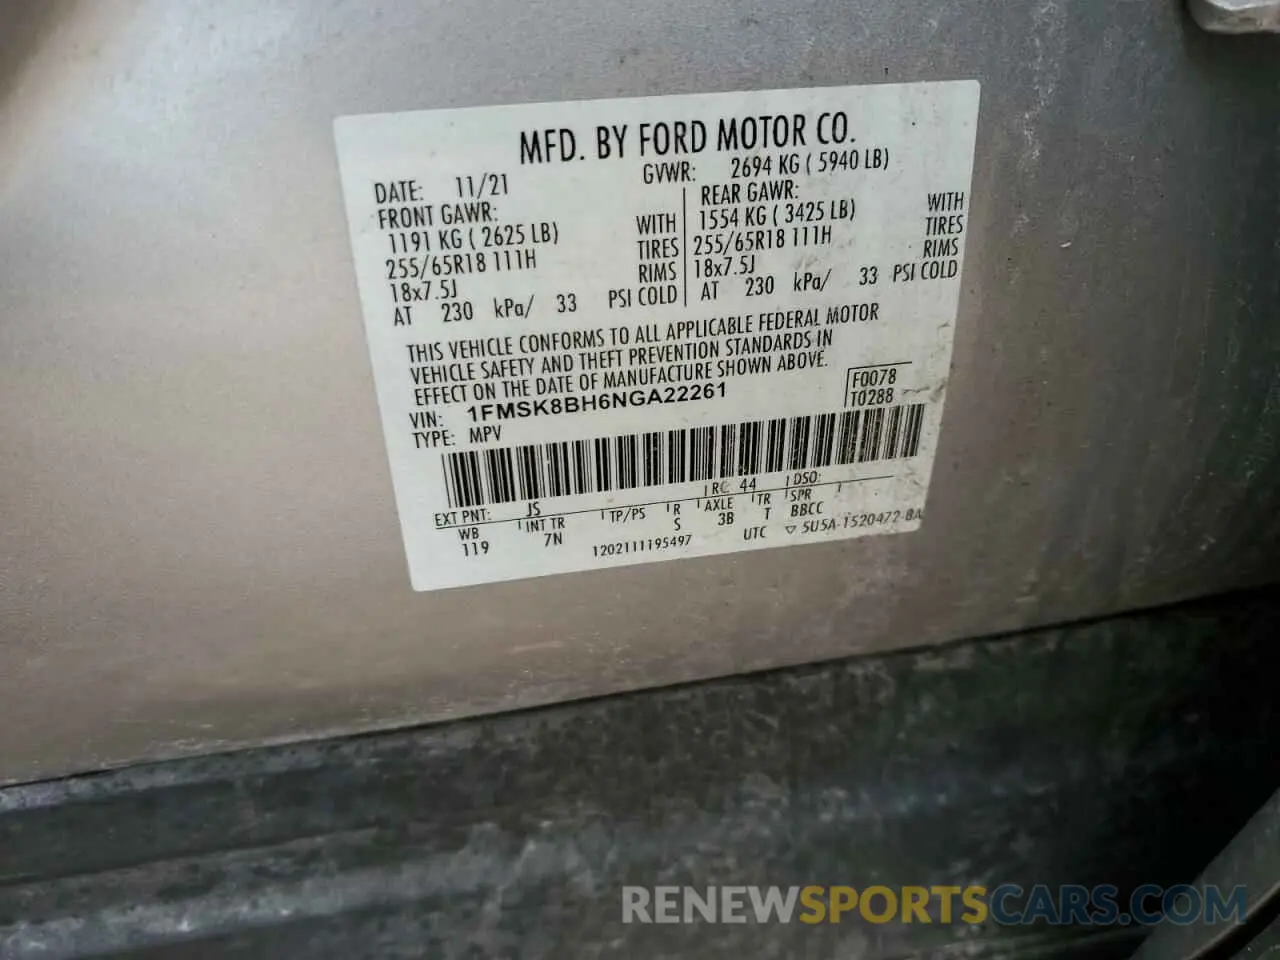 MFD. BY FORD MOTOR CO.
DATE: 11/21 GVWR: 2694 KG ( 5940 LB)
FRONT GAWR: REAR GAWR:
1191 KG ( 2625 LB) WITH 1554 KG ( 3425 LB) WITH
255/65R18 111H TIRES 255/65R18 111H TIRES
18x7.5J RIMS 18x7.5J RIMS
AT 230 kPa/ 33 PSI COLD AT 230 kPa/ 33 PSI COLD
THIS VEHICLE CONFORMS TO ALL APPLICABLE FEDERAL MOTOR
VEHICLE SAFETY AND THEFT PREVENTION STANDARDS IN
EFFECT ON THE DATE OF MANUFACTURE SHOWN ABOVE.
VIN: 1FMSK8BH6NGA22261 F0078
TYPE: MPV T0288
EXT PNT: JS RC: 44 DSO:
WB INT TR TP/PS R AXLE TR SPR
119 7N S 3B T BBCC
1202111195497 UTC ▽ 5U5A-1520472-BA
RENEWSPORTSCARS.COM